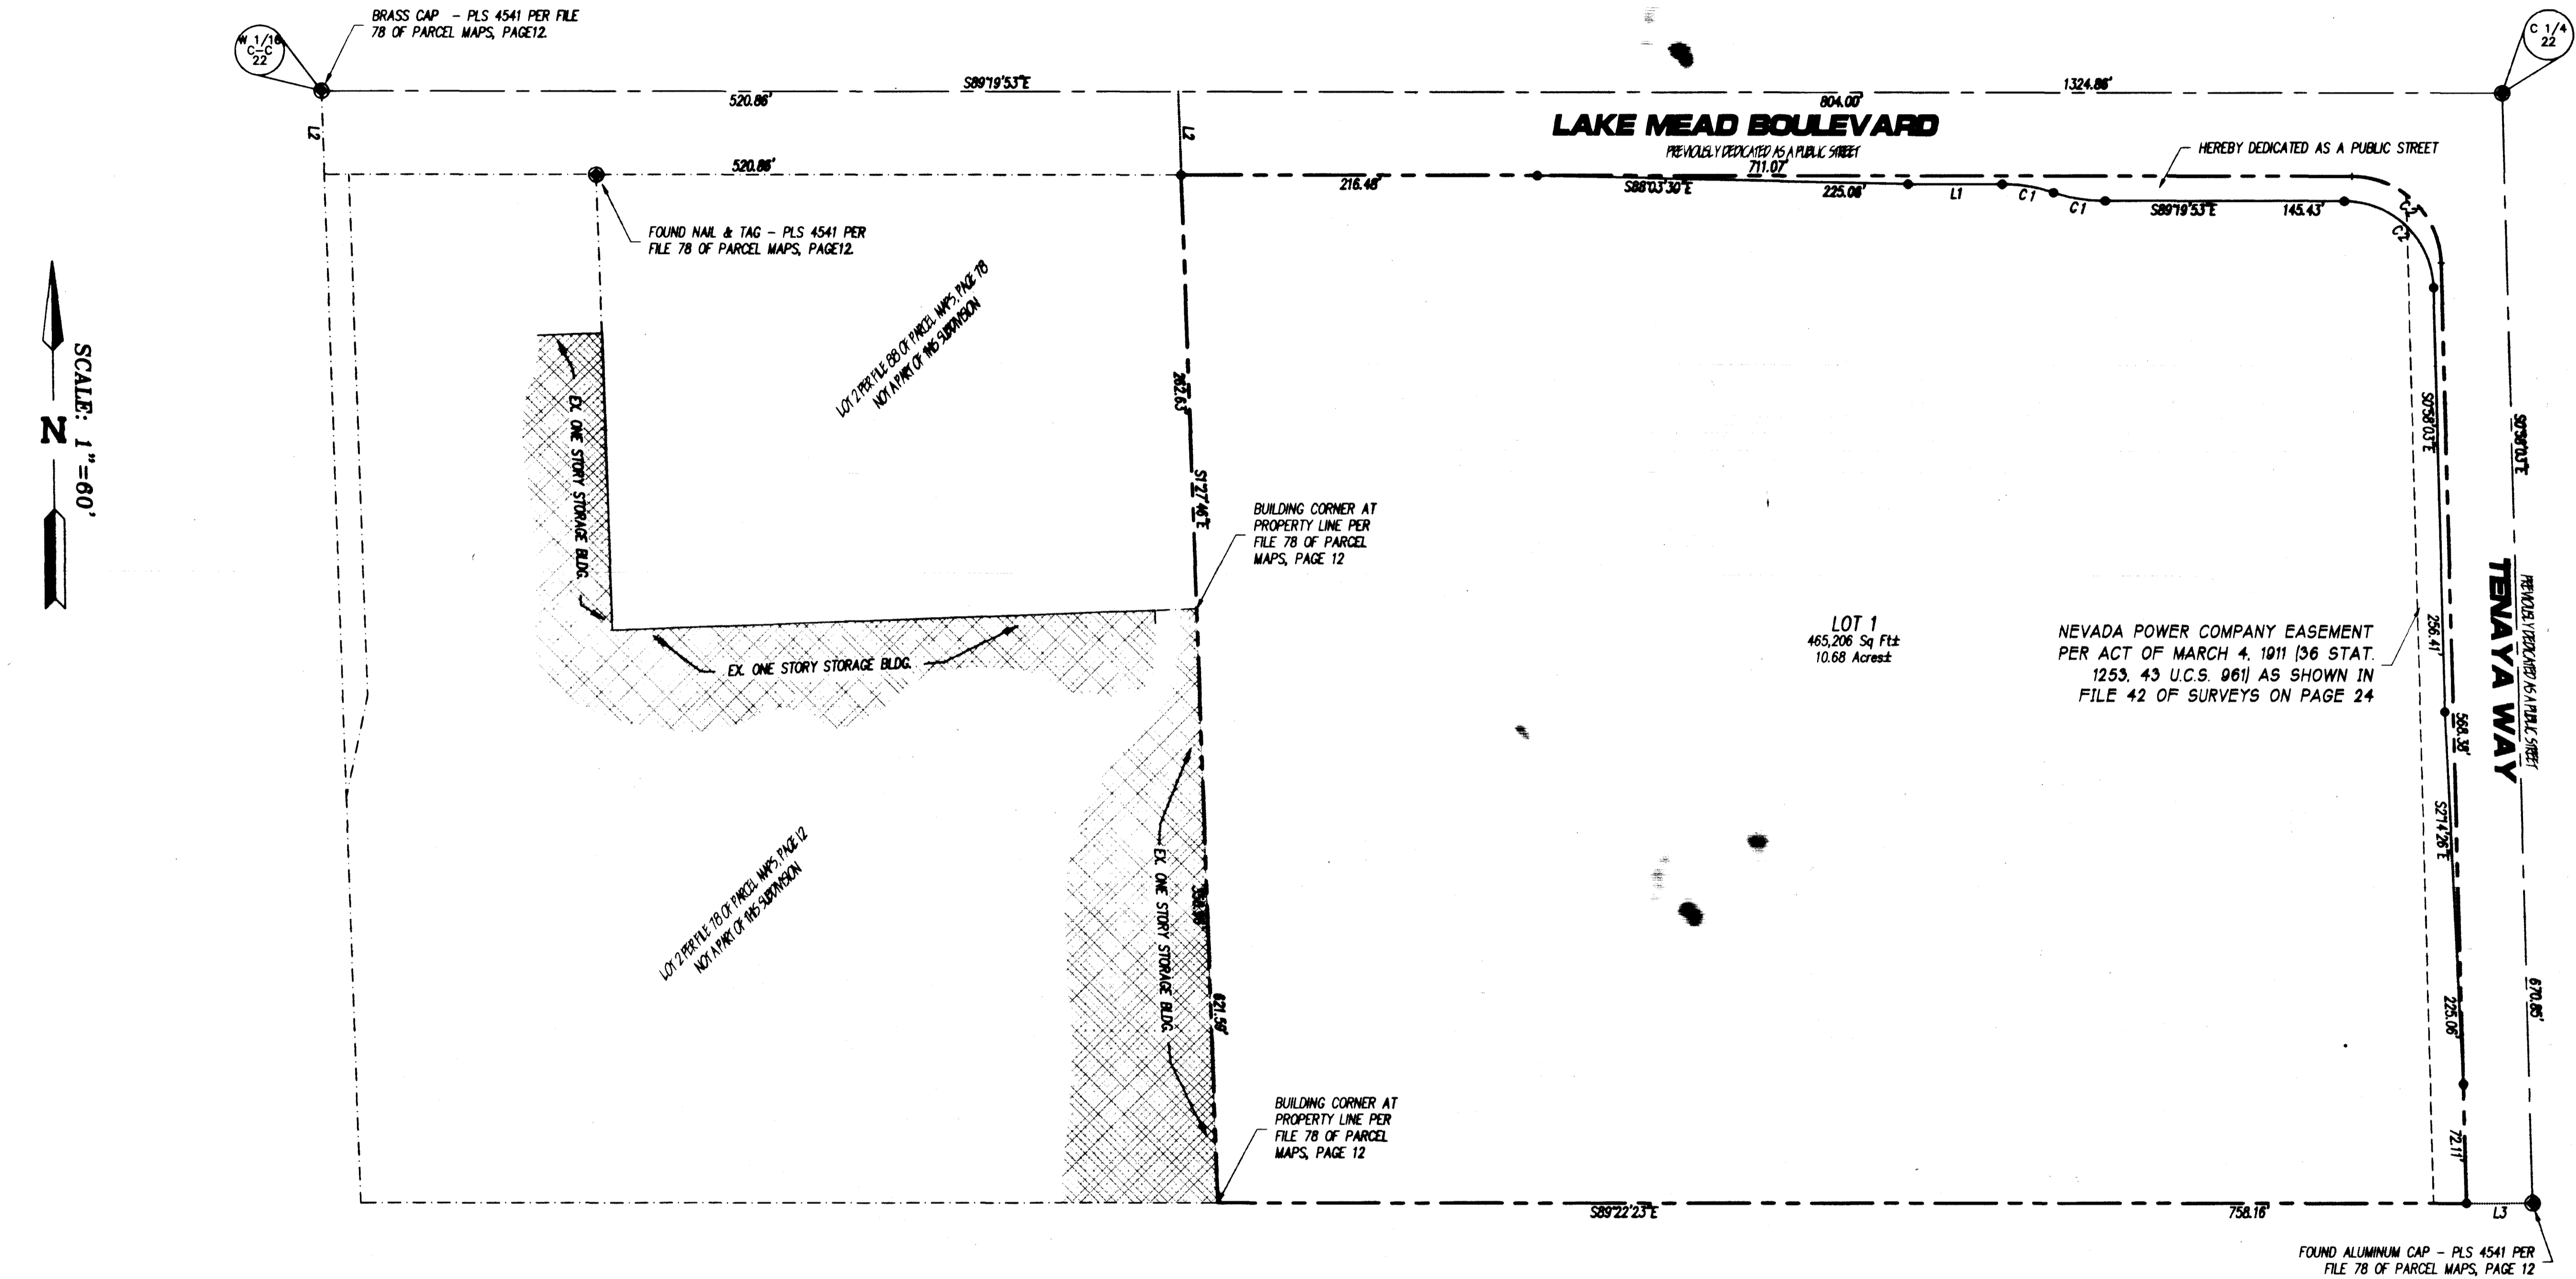 BRASS CAP - PLS 4541 PER FILE
78 OF PARCEL MAPS, PAGE12.
W 1/16
C-C
22
C 1/4
22
S89°19'53"E
520.86'
1324.86'
804.00'
L2
L2
LAKE MEAD BOULEVARD
PREVIOUSLY DEDICATED AS A PUBLIC STREET
711.07'
HEREBY DEDICATED AS A PUBLIC STREET
520.86'
216.48'
S88°03'30"E
225.06'
L1
C1
C1
S89°19'53"E
145.43'
C2
C2
FOUND NAIL & TAG - PLS 4541 PER
FILE 78 OF PARCEL MAPS, PAGE12.
LOT 2 PER FILE 88 OF PARCEL MAPS, PAGE 78
NOT A PART OF THIS SUBDIVISION
SCALE: 1"=60'
N
262.63'
S1°27'46"E
EX. ONE STORY STORAGE BLDG.
BUILDING CORNER AT
PROPERTY LINE PER
FILE 78 OF PARCEL
MAPS, PAGE 12
S0°58'03"E
S0°58'03"E
EX. ONE STORY STORAGE BLDG.
LOT 1
465,206 Sq Ft±
10.68 Acres±
NEVADA POWER COMPANY EASEMENT
PER ACT OF MARCH 4, 1911 (36 STAT.
1253, 43 U.C.S. 961) AS SHOWN IN
FILE 42 OF SURVEYS ON PAGE 24
256.41'
TENAYA WAY
PREVIOUSLY DEDICATED AS A PUBLIC STREET
568.38'
S2°14'26"E
LOT 2 PER FILE 78 OF PARCEL MAPS, PAGE 12
NOT A PART OF THIS SUBDIVISION
EX. ONE STORY STORAGE BLDG.
621.59'
225.06'
670.85'
BUILDING CORNER AT
PROPERTY LINE PER
FILE 78 OF PARCEL
MAPS, PAGE 12
72.11'
S89°22'23"E
758.16'
L3
FOUND ALUMINUM CAP - PLS 4541 PER
FILE 78 OF PARCEL MAPS, PAGE 12